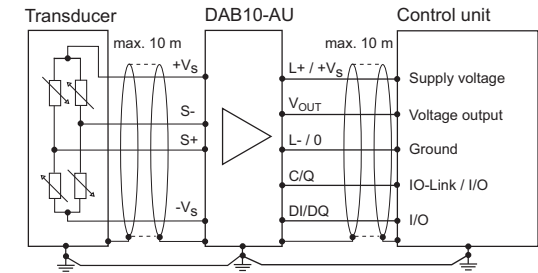 Transducer
DAB10-AU
Control unit
max. 10 m
max. 10 m
+VS
L+ / +VS
Supply voltage
S-
VOUT
Voltage output
S+
L- / 0
Ground
C/Q
IO-Link / I/O
-VS
DI/DQ
I/O